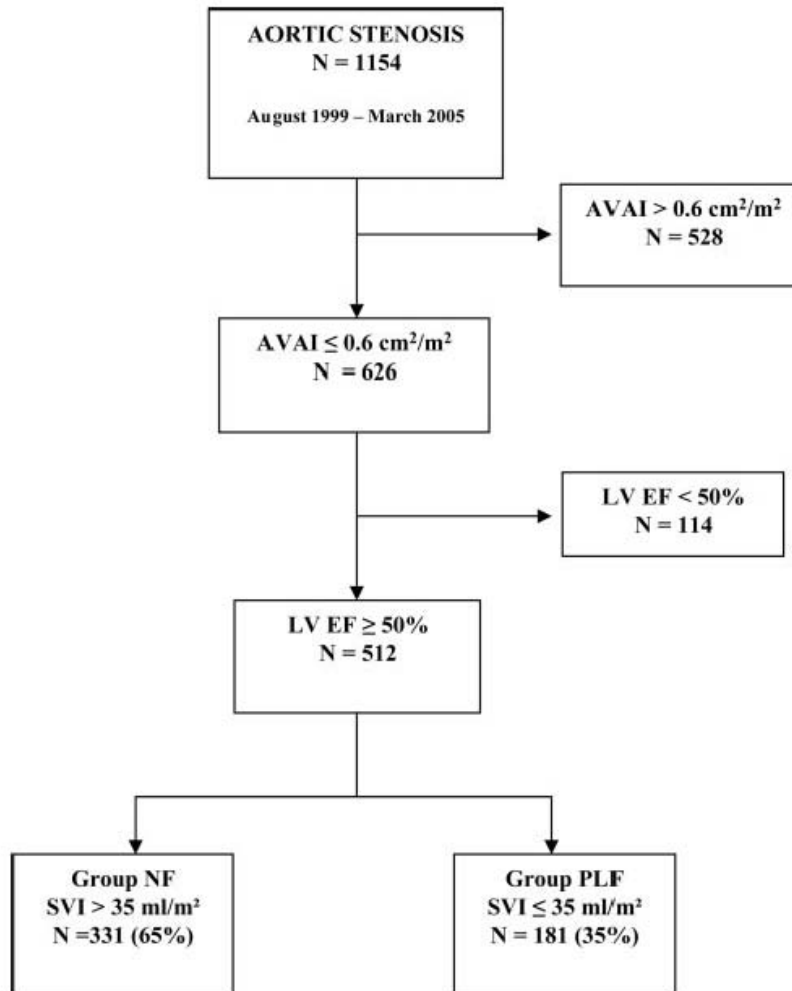 AORTIC STENOSIS
N = 1154
August 1999 – March 2005
AVAI > 0.6 cm²/m²
N = 528
AVAI ≤ 0.6 cm²/m²
N = 626
LV EF < 50%
N = 114
LV EF ≥ 50%
N = 512
Group NF
SVI > 35 ml/m²
N =331 (65%)
Group PLF
SVI ≤ 35 ml/m²
N = 181 (35%)